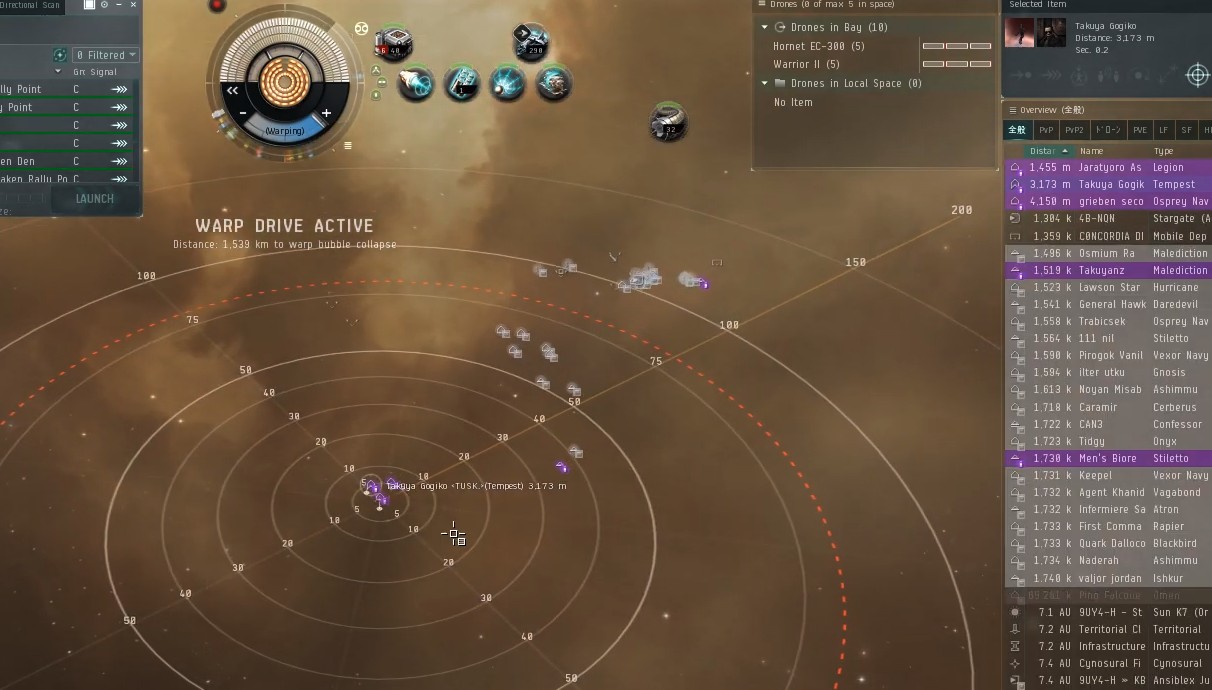 Directional Scan
0 Filtered
Gr: Signal
lly Point C
y Point C
C
C
en Den C
aken Rally Po C
LAUNCH
ze:
(Warping)
6 40
290
1
32
WARP DRIVE ACTIVE
Distance: 1,539 km to warp bubble collapse
200
150
100
100
75
75
50
50
40
40
30
30
20
20
10
10
5
Takuya Gogiko <TUSK.>(Tempest) 3,173 m
5
5
10
10
20
20
30
30
40
40
50
50
Drones (0 of max 5 in space)
Drones in Bay (10)
Hornet EC-300 (5)
Warrior II (5)
Drones in Local Space (0)
No Item
Selected Item
Takuya Gogiko
Distance: 3,173 m
Sec. 0.2
Overview (全般)
全般 PvP PvP2 ドローン PVE LF SF
Distar Name Type
1,455 m Jaratyoro As Legion
3,173 m Takuya Gogik Tempest
4,150 m grieben seco Osprey Nav
1,304 k 4B-NQN Stargate (A
1,359 k C0NCORDIA DI Mobile Dep
1,496 k Osmium Ra Malediction
1,519 k Takuyanz Malediction
1,523 k Lawson Star Hurricane
1,541 k General Hawk Daredevil
1,558 k Trabicsek Osprey Nav
1,564 k 111 nil Stiletto
1,590 k Pirogok Vanil Vexor Navy
1,594 k ilter utku Gnosis
1,613 k Noyan Misab Ashimmu
1,718 k Caramir Cerberus
1,722 k CAN3 Confessor
1,723 k Tidgy Onyx
1,730 k Men's Biore Stiletto
1,731 k Keepel Vexor Navy
1,732 k Agent Khanid Vagabond
1,732 k Infermiere Sa Atron
1,733 k First Comma Rapier
1,733 k Quark Dalloco Blackbird
1,734 k Naderah Ashimmu
1,740 k valjor jordan Ishkur
7.1 AU 9UY4-H - St Sun K7 (Or
7.2 AU Territorial Cl Territorial
7.2 AU Infrastructure Infrastructu
7.4 AU Cynosural Fi Cynosural
7.4 AU 9UY4-H » KB Ansiblex Ju